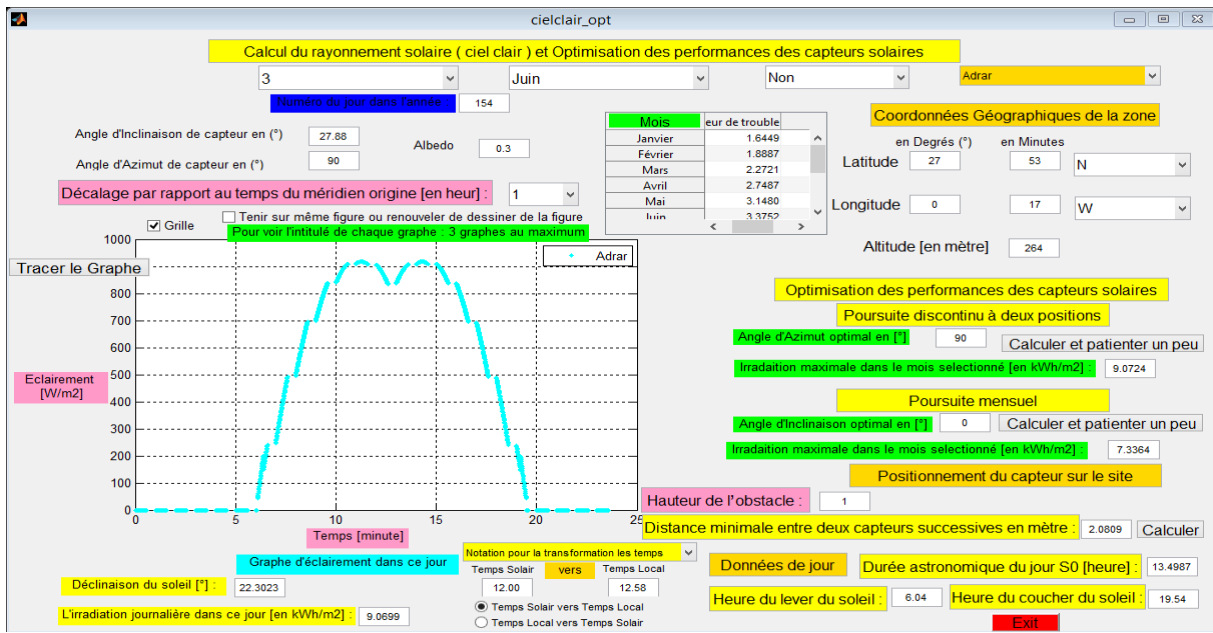 cielclair_opt
Calcul du rayonnement solaire ( ciel clair ) et Optimisation des performances des capteurs solaires
3
Juin
Non
Adrar
Numéro du jour dans l'année
154
Angle d'Inclinaison de capteur en (°)
27.88
Angle d'Azimut de capteur en (°)
90
Albedo
0.3
Décalage par rapport au temps du méridien origine [en heur] :
1
Mois eur de trouble
Janvier 1.6449
Février 1.8887
Mars 2.2721
Avril 2.7487
Mai 3.1480
Juin 3.3752
Coordonnées Géographiques de la zone
en Degrés (°) en Minutes
Latitude 27 53 N
Longitude 0 17 W
Altitude [en mètre] 264
Grille
Tenir sur même figure ou renouveler de dessiner de la figure
Pour voir l'intitulé de chaque graphe : 3 graphes au maximum
Tracer le Graphe
Adrar
1000
800
700
600
500
400
300
200
100
0
0 5 10 15 20 25
Eclairement
[W/m2]
Temps [minute]
Graphe d'éclairement dans ce jour
Optimisation des performances des capteurs solaires
Poursuite discontinu à deux positions
Angle d'Azimut optimal en [°] 90 Calculer et patienter un peu
Irradiation maximale dans le mois selectionné [en kWh/m2] : 9.0724
Poursuite mensuel
Angle d'Inclinaison optimal en [°] 0 Calculer et patienter un peu
Irradaition maximale dans le mois selectionné [en kWh/m2] : 7.3364
Positionnement du capteur sur le site
Hauteur de l'obstacle : 1
Distance minimale entre deux capteurs successives en mètre : 2.0809 Calculer
Notation pour la transformation les temps
Temps Solair vers Temps Local
12.00 12.58
Temps Solair vers Temps Local
Temps Local vers Temps Solair
Déclinaison du soleil [°] : 22.3023
L'irradiation journalière dans ce jour [en kWh/m2] : 9.0699
Données de jour
Durée astronomique du jour S0 [heure] : 13.4987
Heure du lever du soleil : 6.04
Heure du coucher du soleil : 19.54
Exit